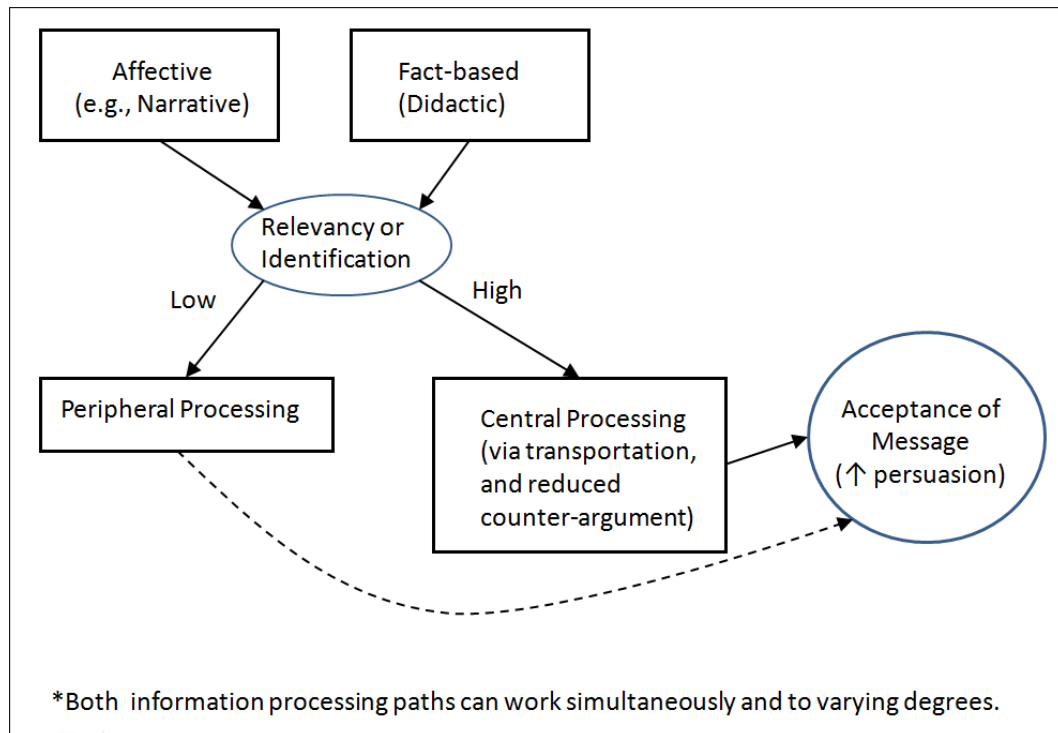 Affective
(e.g., Narrative)
Fact-based
(Didactic)
Relevancy or
Identification
Low
High
Peripheral Processing
Central Processing
(via transportation,
and reduced
counter-argument)
Acceptance of
Message
(↑ persuasion)
*Both information processing paths can work simultaneously and to varying degrees.